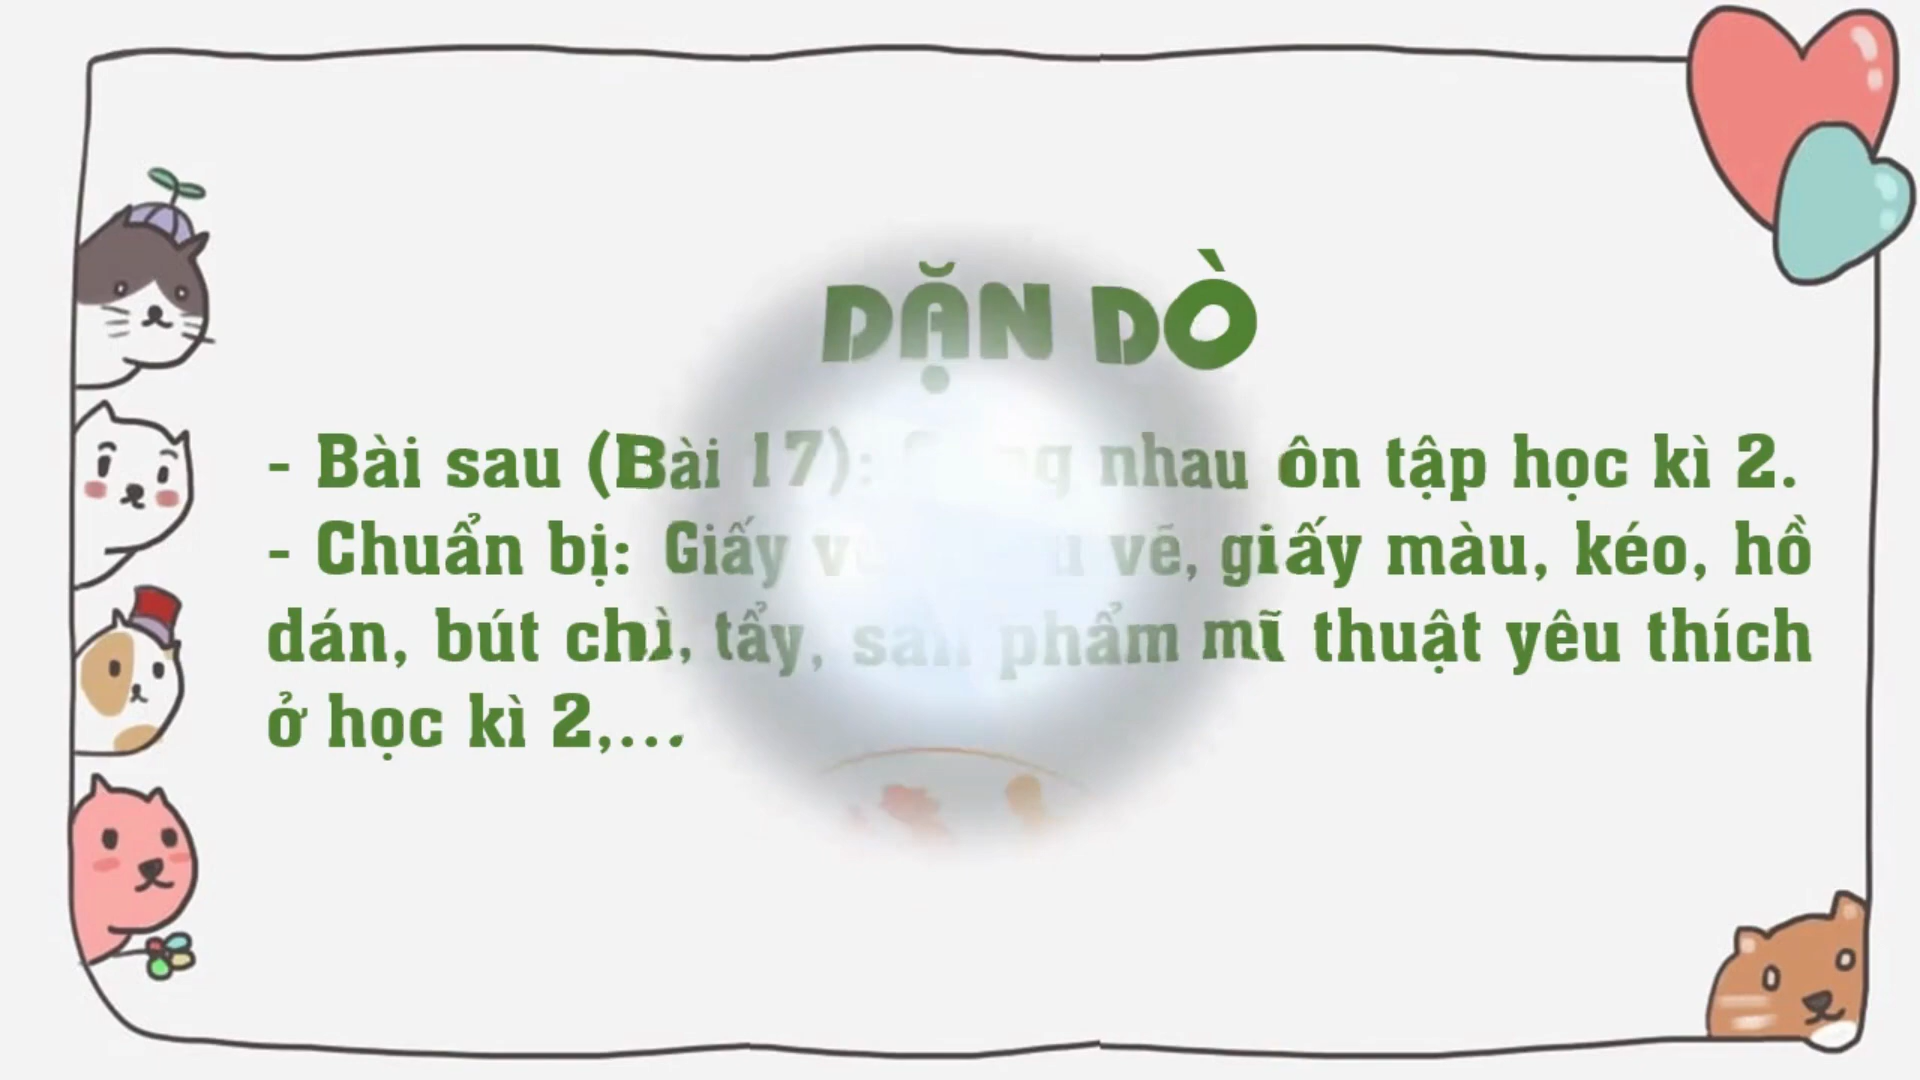 DẶN DÒ
- Bài sau (Bài 17): nhau ôn tập học kì 2.
- Chuẩn bị: Giấy vẽ, giấy màu, kéo, hồ
dán, bút chì, tẩy, sản phẩm mĩ thuật yêu thích
ở học kì 2,...